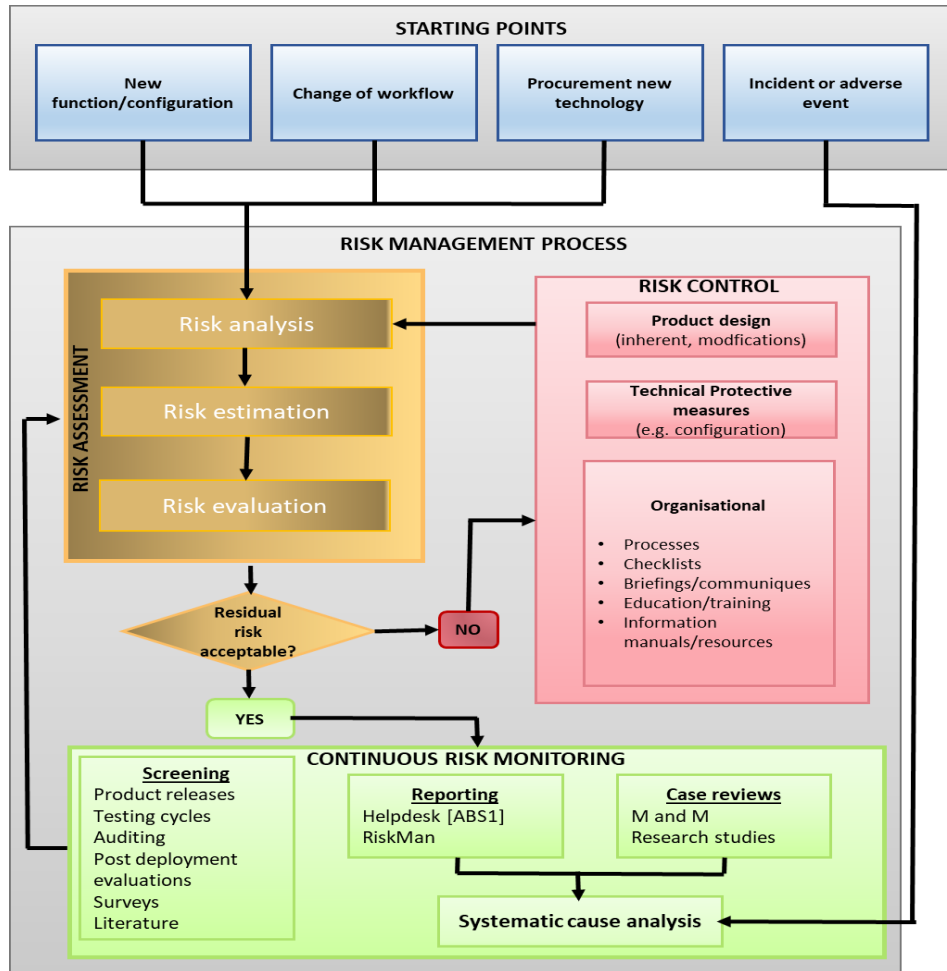 STARTING POINTS
New
function/configuration
Change of workflow
Procurement new
technology
Incident or adverse
event
RISK MANAGEMENT PROCESS
RISK ASSESSMENT
Risk analysis
Risk estimation
Risk evaluation
RISK CONTROL
Product design
(inherent, modfications)
Technical Protective
measures
(e.g. configuration)
Organisational
• Processes
• Checklists
• Briefings/communiques
• Education/training
• Information
manuals/resources
Residual
risk
acceptable?
NO
YES
CONTINUOUS RISK MONITORING
Screening
Product releases
Testing cycles
Auditing
Post deployment
evaluations
Surveys
Literature
Reporting
Helpdesk [ABS1]
RiskMan
Case reviews
M and M
Research studies
Systematic cause analysis